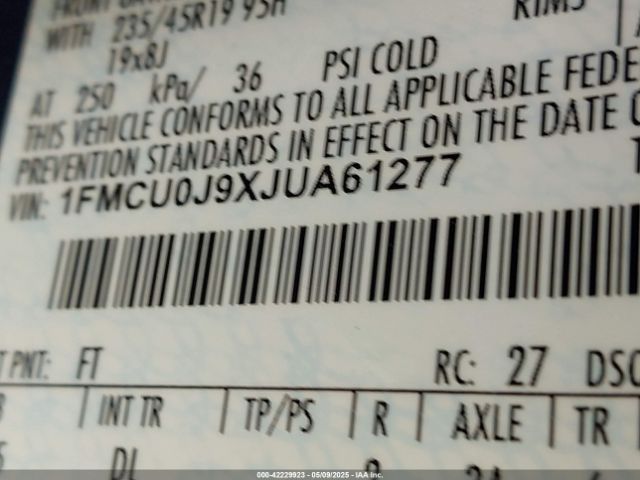 WITH 235/45R19 95H RIMS
19x8J
AT 250 kPa/ 36 PSI COLD
THIS VEHICLE CONFORMS TO ALL APPLICABLE FEDE
PREVENTION STANDARDS IN EFFECT ON THE DATE O
VIN: 1FMCU0J9XJUA61277
T PNT: FT RC: 27 DSO
INT TR TP/PS R AXLE TR
DL
000-42229923 - 05/09/2025 - IAA Inc.